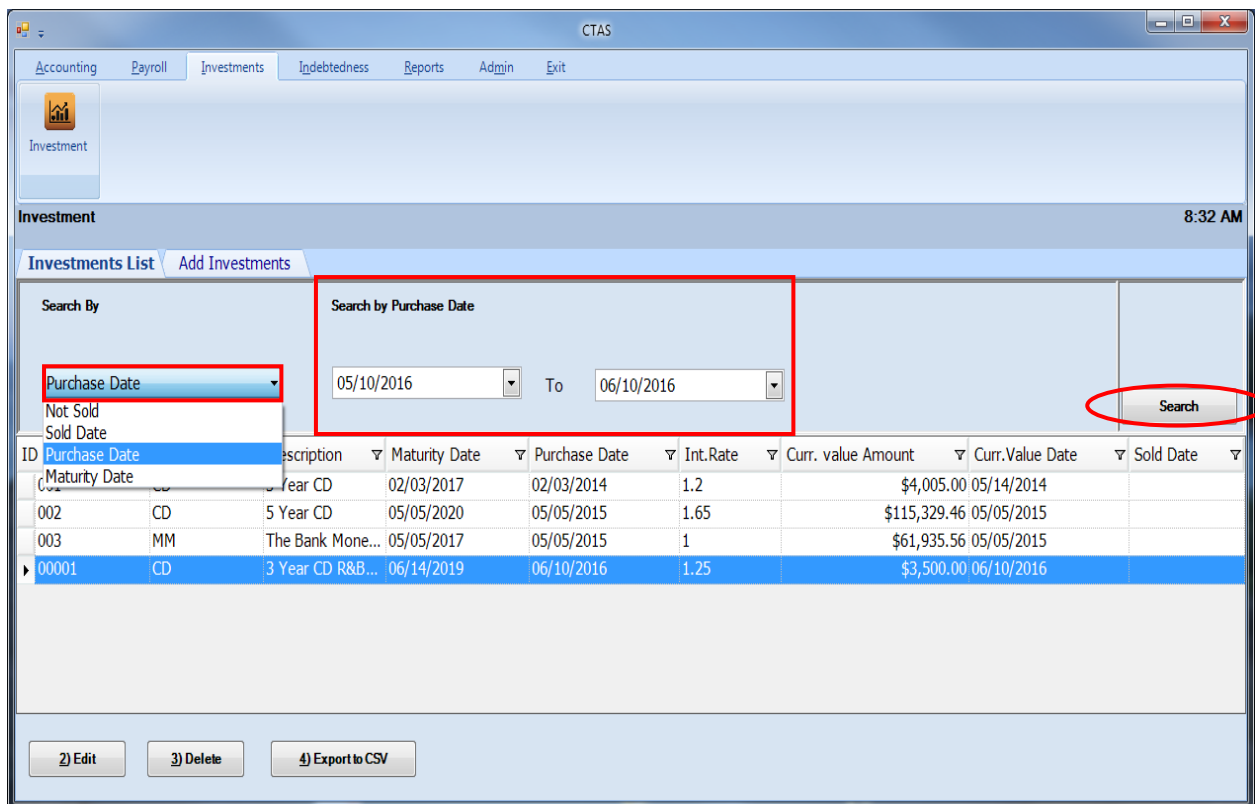 CTAS
Accounting Payroll Investments Indebtedness Reports Admin Exit
Investment
Investment 8:32 AM
Investments List Add Investments
Search By Search by Purchase Date
Purchase Date 05/10/2016 To 06/10/2016
Not Sold Search
Sold Date
Purchase Date
Maturity Date
ID escription Maturity Date Purchase Date Int.Rate Curr. value Amount Curr.Value Date Sold Date
Year CD 02/03/2017 02/03/2014 1.2 $4,005.00 05/14/2014
002 CD 5 Year CD 05/05/2020 05/05/2015 1.65 $115,329.46 05/05/2015
003 MM The Bank Mone... 05/05/2017 05/05/2015 1 $61,935.56 05/05/2015
00001 CD 3 Year CD R&B... 06/14/2019 06/10/2016 1.25 $3,500.00 06/10/2016
2) Edit 3) Delete 4) Export to CSV